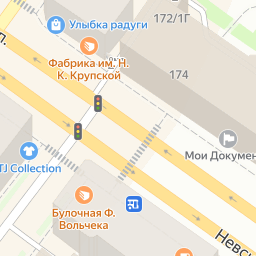 Улыбка радуги
172/1Г
Фабрика им. Н.
К. Крупской
174
Мои Докумен
TJ Collection
Булочная Ф.
Вольчека
Невс